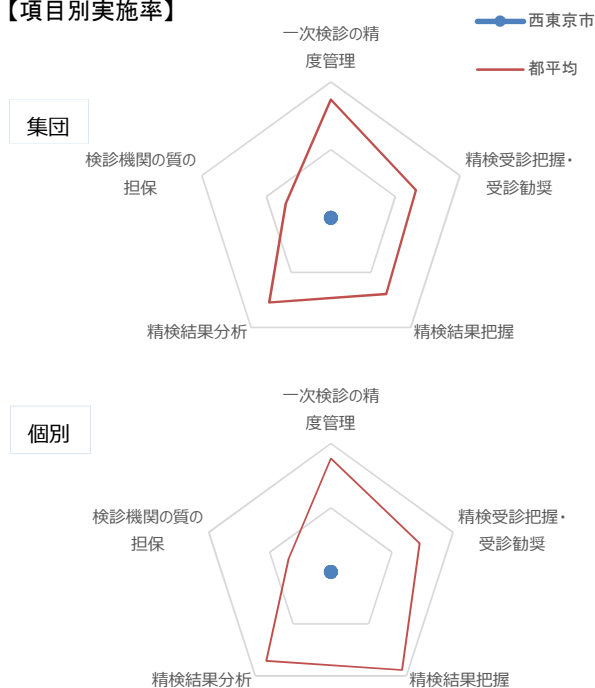 【項目別実施率】
西東京市
都平均
集団
一次検診の精
度管理
精検受診把握・
受診勧奨
精検結果把握
精検結果分析
検診機関の質の
担保
個別
一次検診の精
度管理
精検受診把握・
受診勧奨
精検結果把握
精検結果分析
検診機関の質の
担保